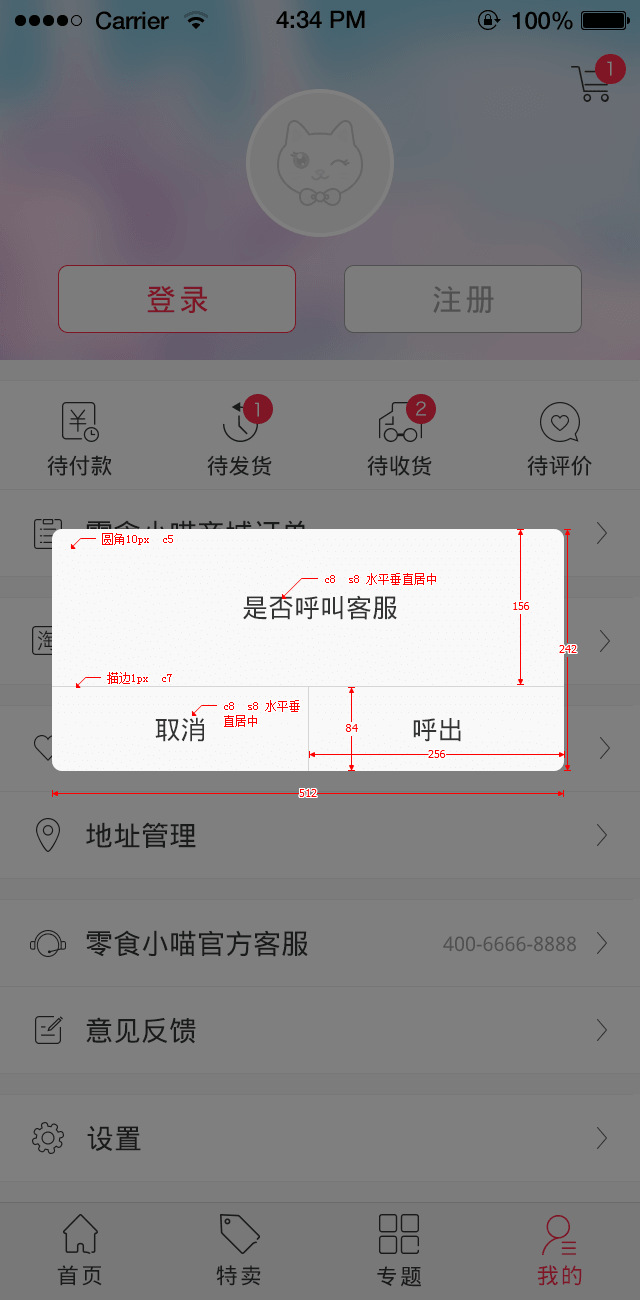 Carrier 4:34 PM 100%
1
登录 注册
1 2
待付款 待发货 待收货 待评价
零食小喵商城订单
圆角10px c5
淘
c8 s8 水平垂直居中
是否呼叫客服
156
242
描边1px c7
c8 s8 水平垂
直居中
取消 呼出
84
256
512
地址管理
零食小喵官方客服 400-6666-8888
意见反馈
设置
首页 特卖 专题 我的